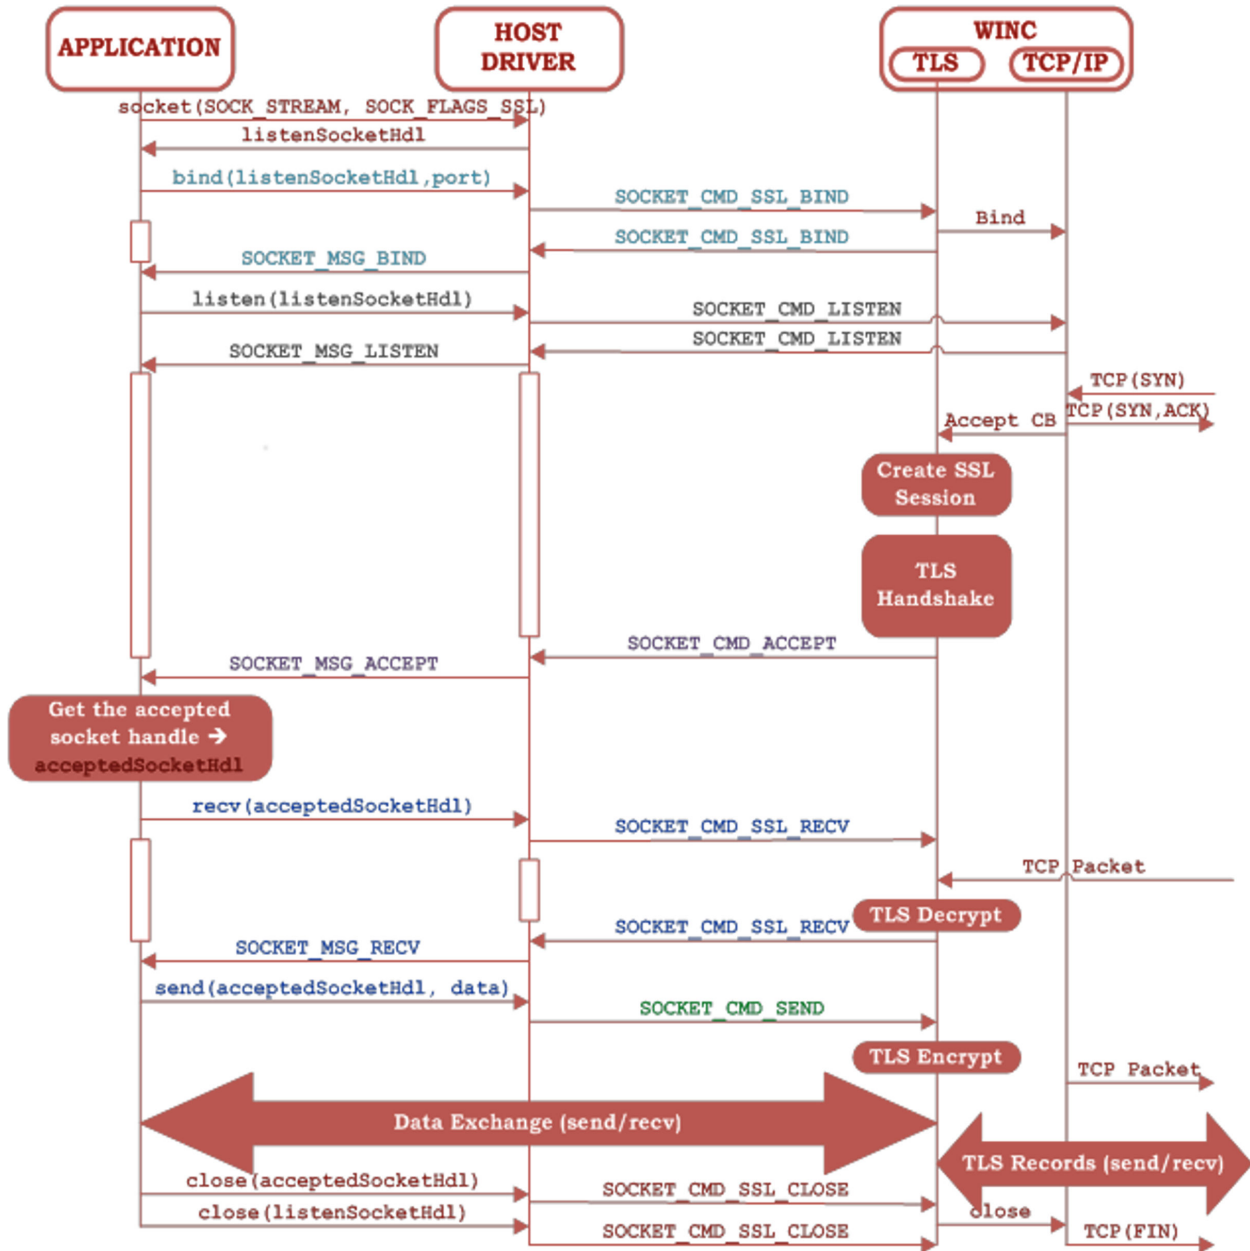 APPLICATION
HOST
DRIVER
WINC
TLS
TCP/IP
socket(SOCK_STREAM, SOCK_FLAGS_SSL)
listenSocketHdl
bind(listenSocketHdl,port)
SOCKET_CMD_SSL_BIND
Bind
SOCKET_CMD_SSL_BIND
SOCKET_MSG_BIND
listen(listenSocketHdl)
SOCKET_CMD_LISTEN
SOCKET_CMD_LISTEN
SOCKET_MSG_LISTEN
TCP(SYN)
TCP(SYN,ACK)
Accept CB
Create SSL
Session
TLS
Handshake
SOCKET_CMD_ACCEPT
SOCKET_MSG_ACCEPT
Get the accepted
socket handle ➔
acceptedSocketHdl
recv(acceptedSocketHdl)
SOCKET_CMD_SSL_RECV
TCP Packet
TLS Decrypt
SOCKET_CMD_SSL_RECV
SOCKET_MSG_RECV
send(acceptedSocketHdl, data)
SOCKET_CMD_SEND
TLS Encrypt
TCP Packet
Data Exchange (send/recv)
TLS Records (send/recv)
close(acceptedSocketHdl)
SOCKET_CMD_SSL_CLOSE
close(listenSocketHdl)
close
SOCKET_CMD_SSL_CLOSE
TCP(FIN)